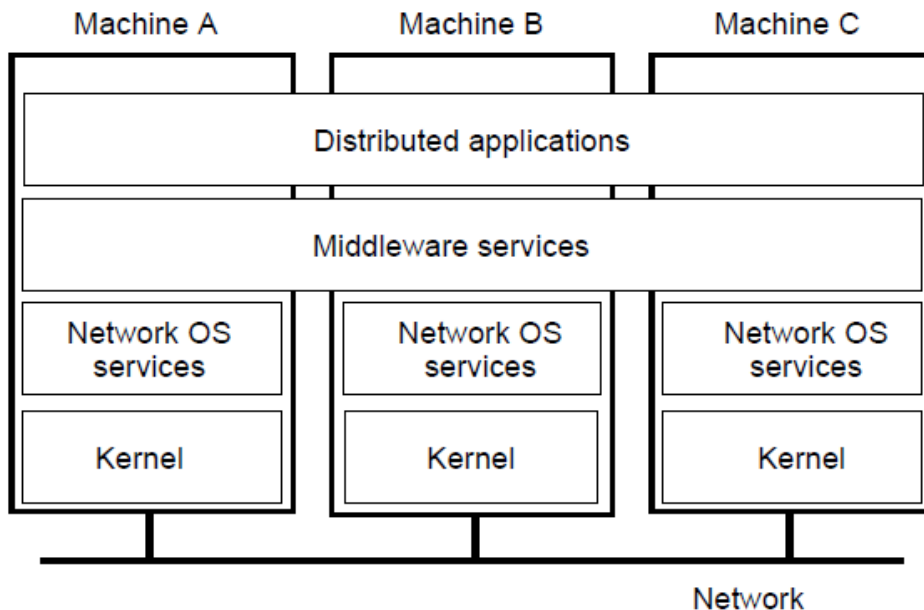 Machine A
Machine B
Machine C
Distributed applications
Middleware services
Network OS
services
Network OS
services
Network OS
services
Kernel
Kernel
Kernel
Network